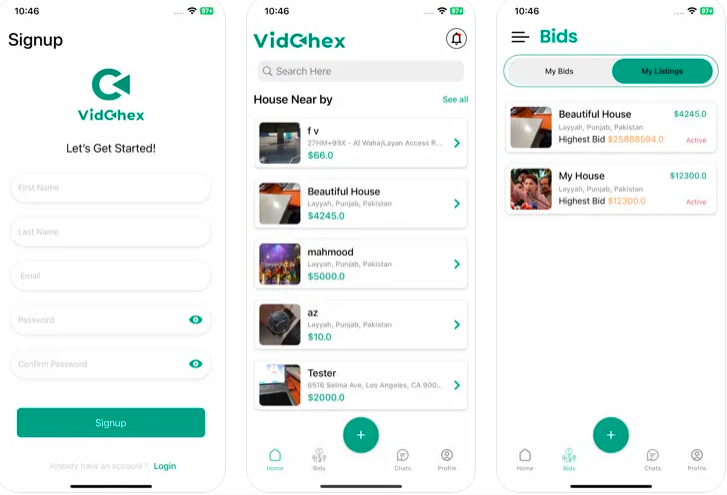 10:46
97+
Signup
VidChex
Let's Get Started!
First Name
Last Name
Email
Password
Confirm Password
Signup
Already have an account ? Login
10:46
97+
VidChex
Search Here
House Near by See all
f v
27HM+99X - Al Waha/Layan Access R...
$66.0
Beautiful House
Layyah, Punjab, Pakistan
$4245.0
mahmood
Layyah, Punjab, Pakistan
$5000.0
az
Layyah, Punjab, Pakistan
$10.0
Tester
6516 Selma Ave, Los Angeles, CA 900...
$2000.0
+
Home Bids Chats Profile
10:46
97+
Bids
My Bids My Listings
Beautiful House $4245.0
Layyah, Punjab, Pakistan
Highest Bid $25888594.0 Active
My House $12300.0
Layyah, Punjab, Pakistan
Highest Bid $12300.0 Active
+
Home Bids Chats Profile